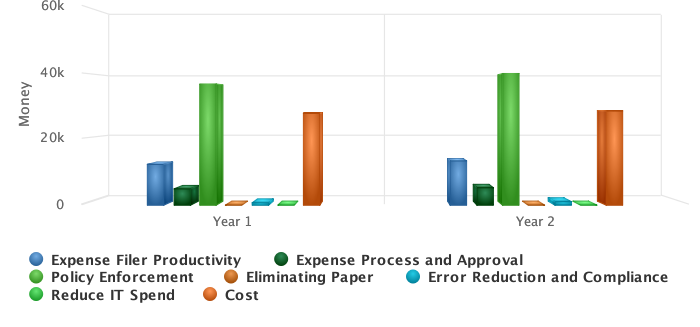 60k
40k
20k
0
Money
Year 1 Year 2
Expense Filer Productivity Expense Process and Approval
Policy Enforcement Eliminating Paper Error Reduction and Compliance
Reduce IT Spend Cost